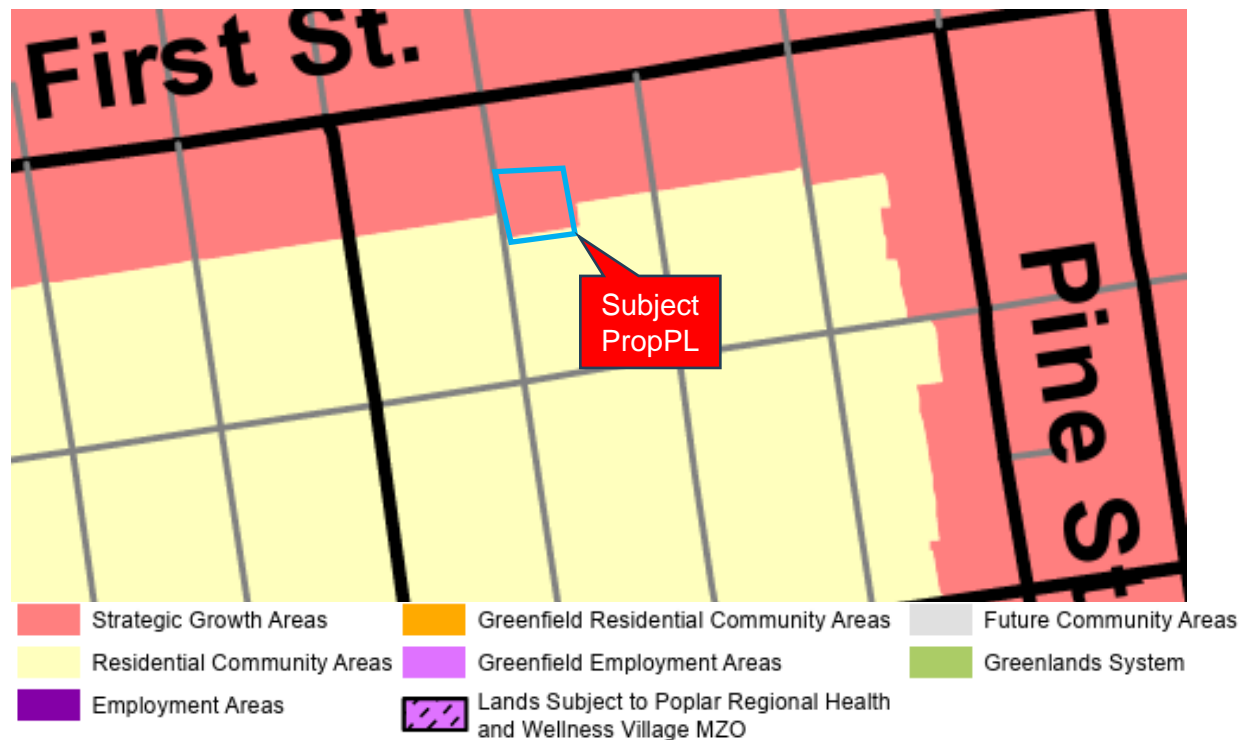 First St.
Subject
PropPL
Pine St
Strategic Growth Areas
Greenfield Residential Community Areas
Future Community Areas
Residential Community Areas
Greenfield Employment Areas
Greenlands System
Employment Areas
Lands Subject to Poplar Regional Health
and Wellness Village MZO